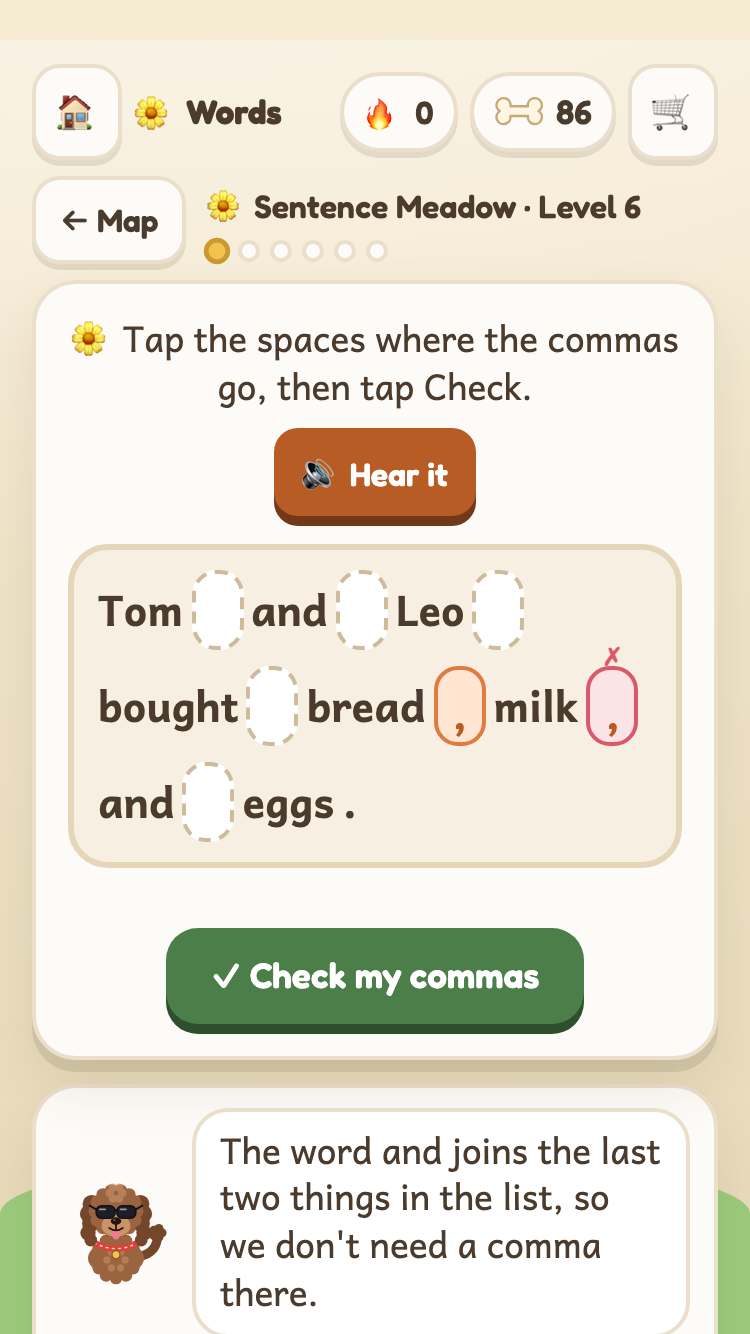 Words
0
86
← Map
Sentence Meadow · Level 6
Tap the spaces where the commas
go, then tap Check.
Hear it
Tom and Leo
bought bread , milk ,
and eggs .
✓ Check my commas
The word and joins the last
two things in the list, so
we don't need a comma
there.